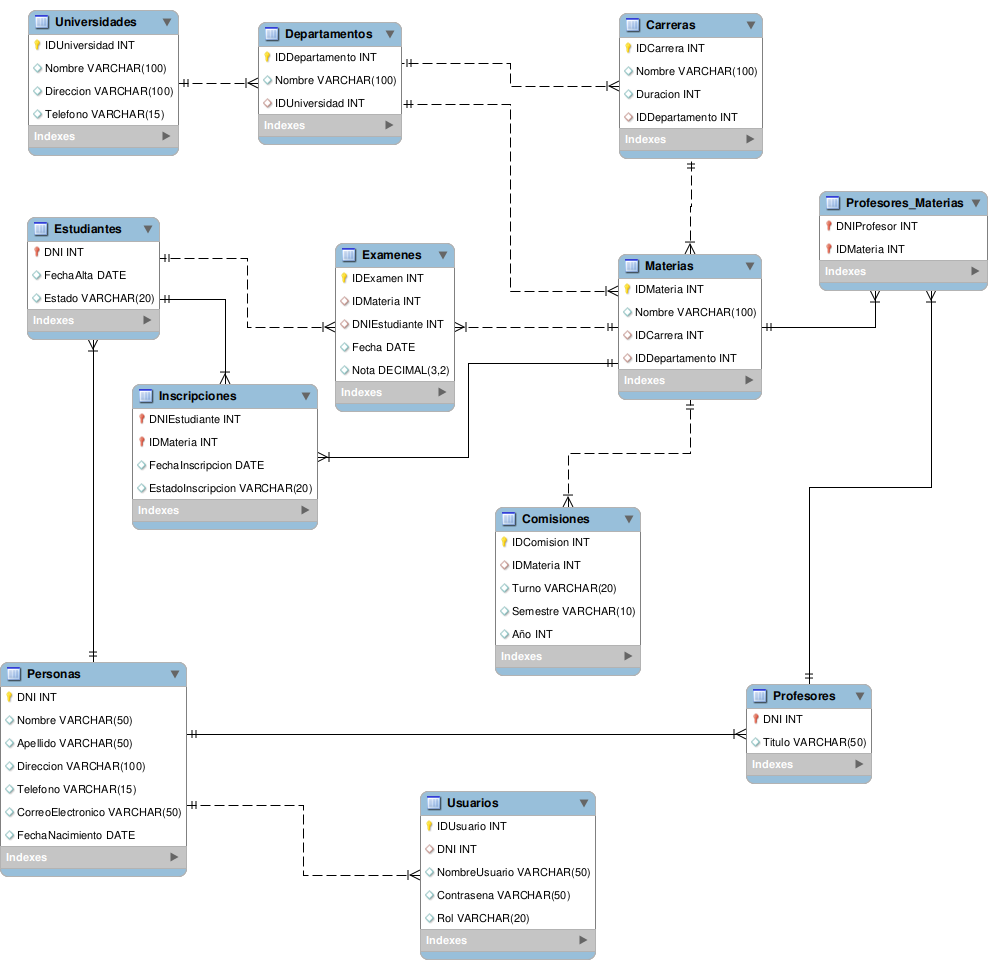 Universidades
IDUniversidad INT
Nombre VARCHAR(100)
Direccion VARCHAR(100)
Telefono VARCHAR(15)
Indexes
Departamentos
IDDepartamento INT
Nombre VARCHAR(100)
IDUniversidad INT
Indexes
Carreras
IDCarrera INT
Nombre VARCHAR(100)
Duracion INT
IDDepartamento INT
Indexes
Profesores_Materias
DNIProfesor INT
IDMateria INT
Indexes
Estudiantes
DNI INT
FechaAlta DATE
Estado VARCHAR(20)
Indexes
Examenes
IDExamen INT
IDMateria INT
DNIEstudiante INT
Fecha DATE
Nota DECIMAL(3,2)
Indexes
Materias
IDMateria INT
Nombre VARCHAR(100)
IDCarrera INT
IDDepartamento INT
Indexes
Inscripciones
DNIEstudiante INT
IDMateria INT
FechaInscripcion DATE
EstadoInscripcion VARCHAR(20)
Indexes
Comisiones
IDComision INT
IDMateria INT
Turno VARCHAR(20)
Semestre VARCHAR(10)
Año INT
Indexes
Personas
DNI INT
Nombre VARCHAR(50)
Apellido VARCHAR(50)
Direccion VARCHAR(100)
Telefono VARCHAR(15)
CorreoElectronico VARCHAR(50)
FechaNacimiento DATE
Indexes
Profesores
DNI INT
Titulo VARCHAR(50)
Indexes
Usuarios
IDUsuario INT
DNI INT
NombreUsuario VARCHAR(50)
Contrasena VARCHAR(50)
Rol VARCHAR(20)
Indexes